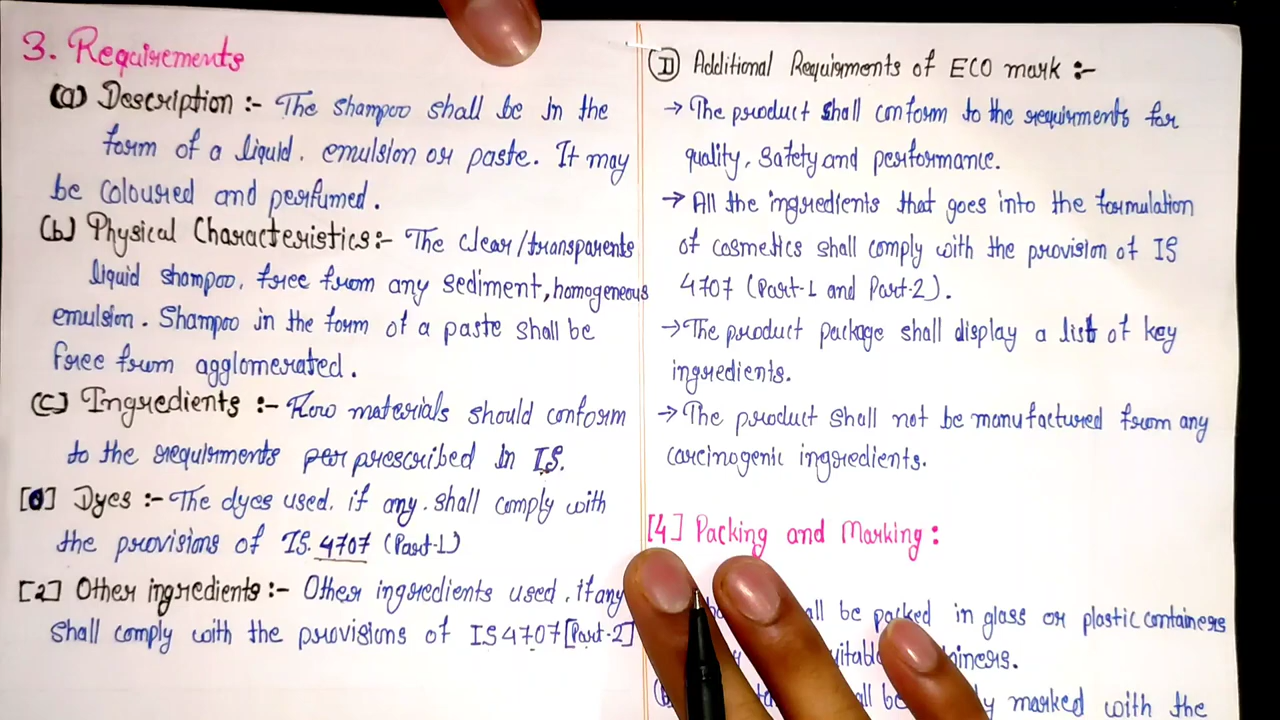 3. Requirements
(a) Description :- The shampoo shall be in the
form of a liquid, emulsion or paste. It may
be coloured and perfumed.
(b) Physical Characteristics:- The clear/transparents
liquid shampoo, free from any sediment, homogeneous
emulsion. Shampoo in the form of a paste shall be
free from agglomerated.
(C) Ingredients :- Raw materials should conform
to the requirments per prescribed in IS.
Dyes :- The dyes used, if any, shall comply with
the provisions of IS. 4707 (Part-1)
[2] Other ingredients:- Other ingredients used, if any
shall comply with the provisions of IS 4707 [Part-2]
(D) Additional Requirments of ECO mark :-
→ The product shall conform to the requirments for
quality, safety and performance.
→ All the ingredients that goes into the formulation
of cosmetics shall comply with the provision of IS
4707 (Part-1 and Part-2).
→ The product package shall display a list of key
ingredients.
→ The product shall not be manufactured from any
carcinogenic ingredients.
[4] Packing and Marking:
be packed in glass or plastic containers
marked with the